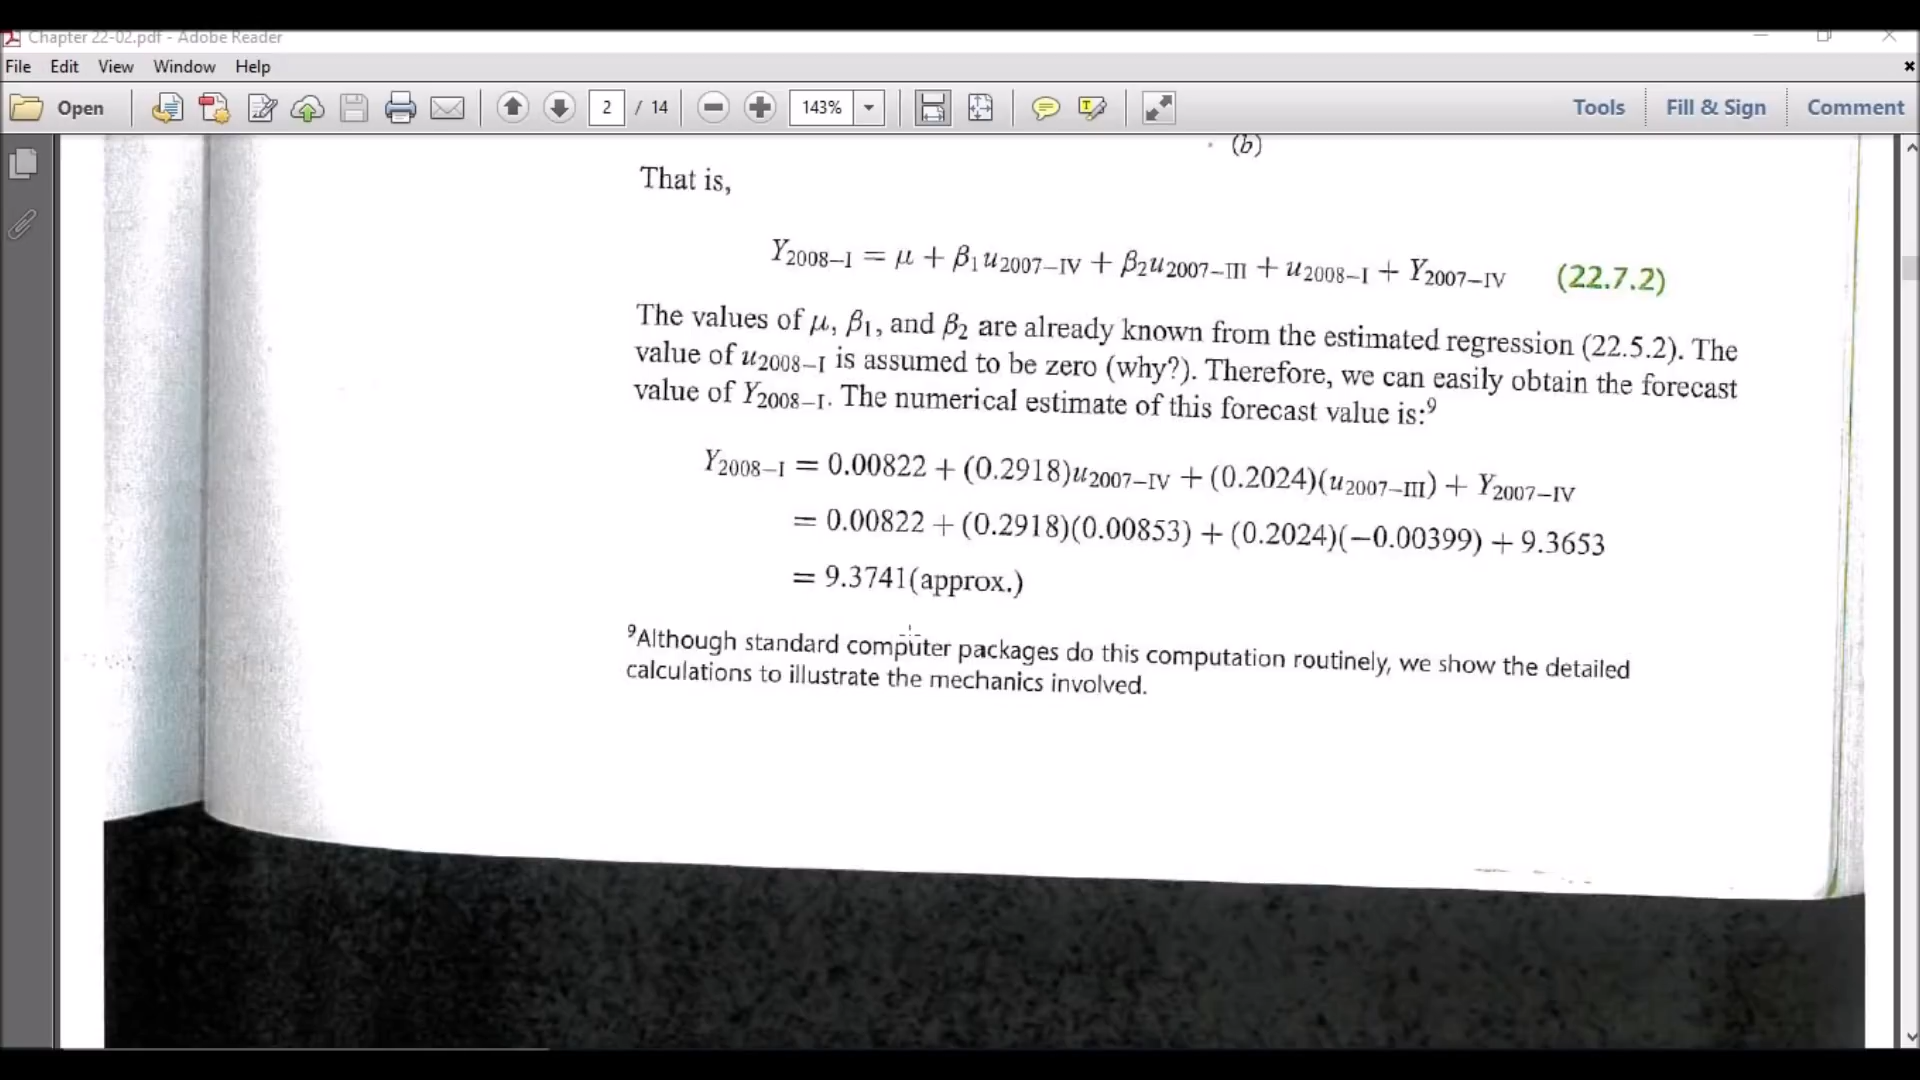 Chapter 22-02.pdf - Adobe Reader
File Edit View Window Help
Open 2 / 14 143% Tools Fill & Sign Comment
(b)
That is,
Y₂₀₀₈₋I = μ + β₁u₂₀₀₇₋IV + β₂u₂₀₀₇₋III + u₂₀₀₈₋I + Y₂₀₀₇₋IV (22.7.2)
The values of μ, β₁, and β₂ are already known from the estimated regression (22.5.2). The
value of u₂₀₀₈₋I is assumed to be zero (why?). Therefore, we can easily obtain the forecast
value of Y₂₀₀₈₋I. The numerical estimate of this forecast value is:⁹
Y₂₀₀₈₋I = 0.00822 + (0.2918)u₂₀₀₇₋IV + (0.2024)(u₂₀₀₇₋III) + Y₂₀₀₇₋IV
= 0.00822 + (0.2918)(0.00853) + (0.2024)(−0.00399) + 9.3653
= 9.3741(approx.)
⁹Although standard computer packages do this computation routinely, we show the detailed
calculations to illustrate the mechanics involved.